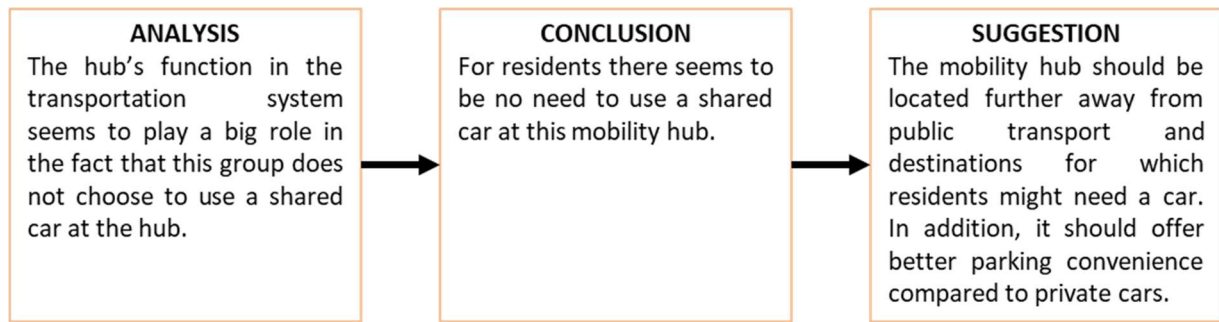 ANALYSIS
The hub's function in the
transportation system
seems to play a big role in
the fact that this group does
not choose to use a shared
car at the hub.
CONCLUSION
For residents there seems to
be no need to use a shared
car at this mobility hub.
SUGGESTION
The mobility hub should be
located further away from
public transport and
destinations for which
residents might need a car.
In addition, it should offer
better parking convenience
compared to private cars.